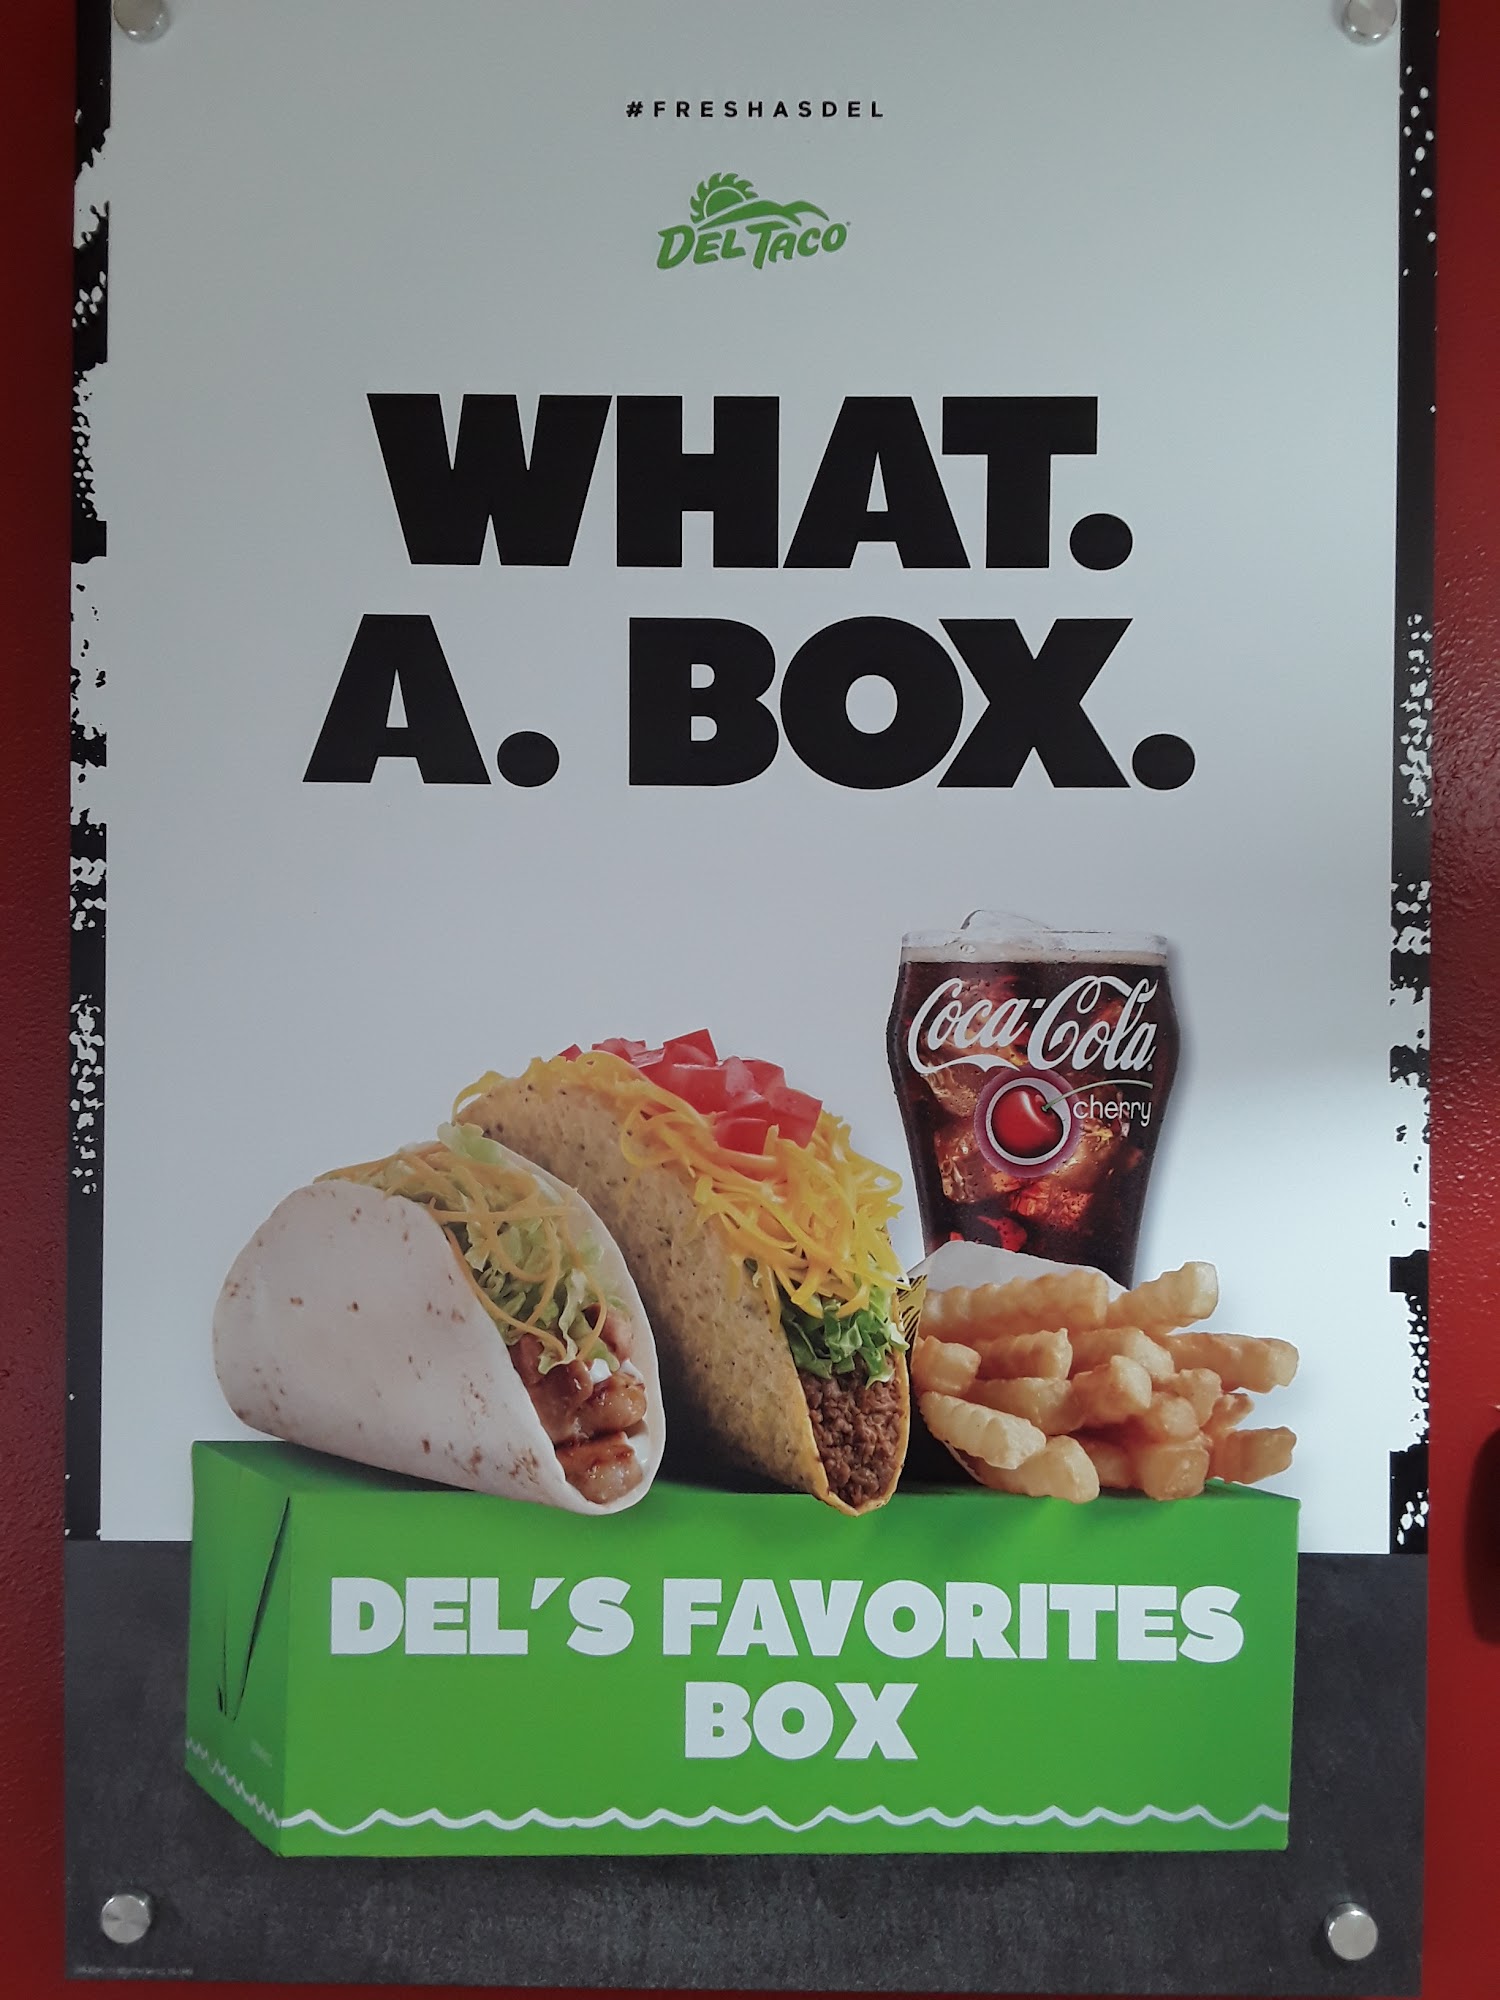 #FRESHASDEL
DEL TACO
WHAT.
A. BOX.
Coca-Cola
cherry
DEL'S FAVORITES
BOX